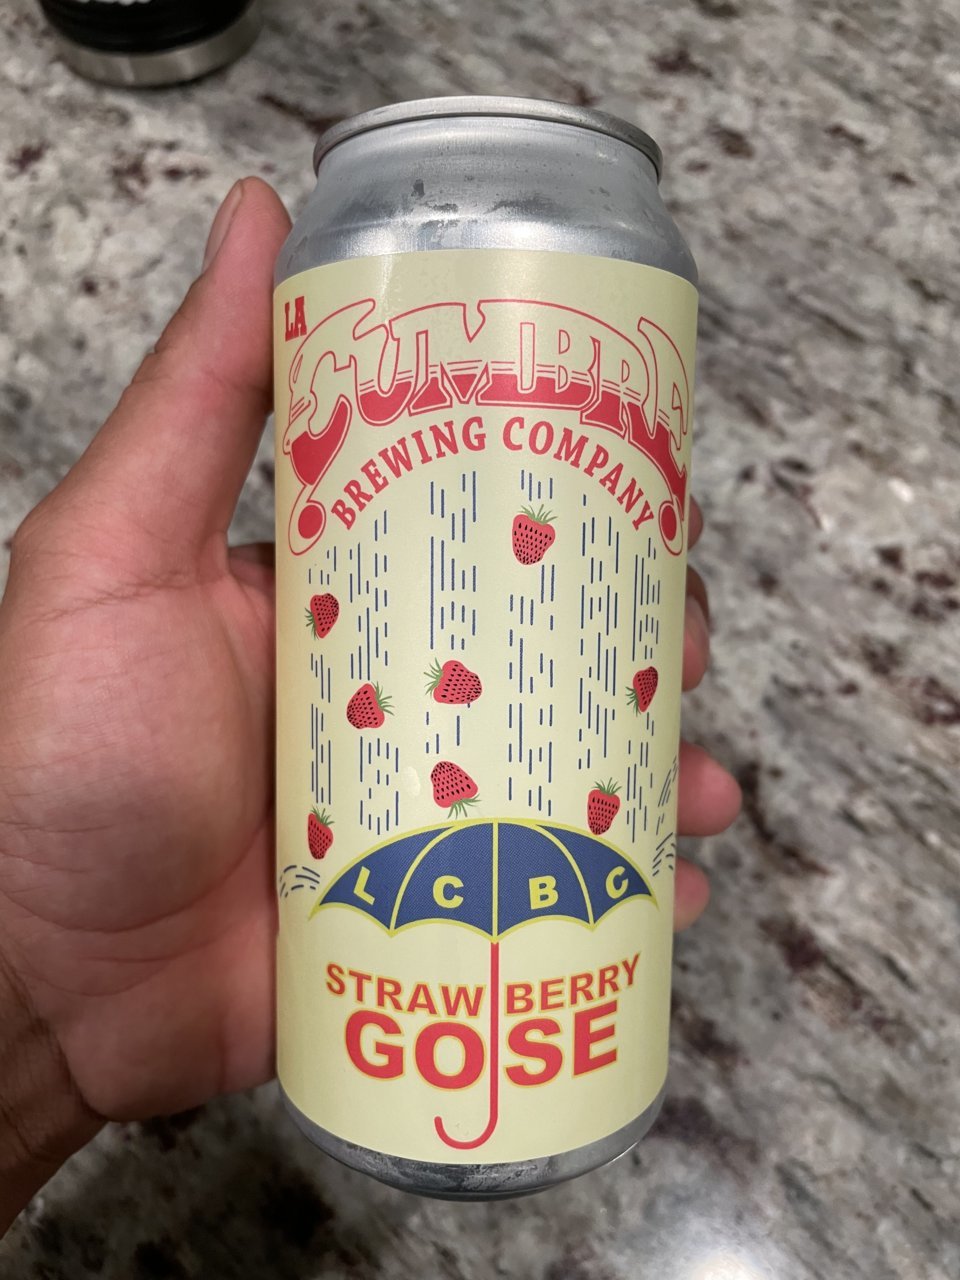 LA
CUMBRE
BREWING COMPANY
L C B C
STRAWBERRY
GOSE